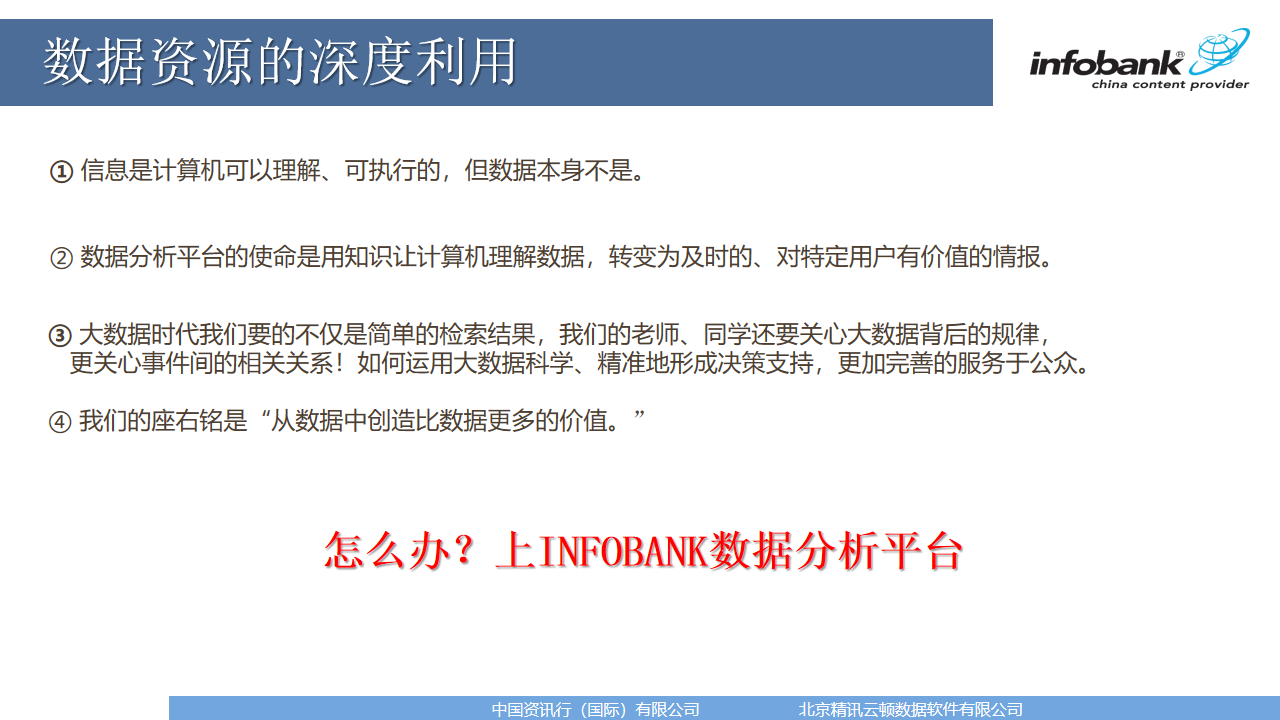 数据资源的深度利用
infobank®
china content provider
① 信息是计算机可以理解、可执行的，但数据本身不是。
② 数据分析平台的使命是用知识让计算机理解数据，转变为及时的、对特定用户有价值的情报。
③ 大数据时代我们要的不仅是简单的检索结果，我们的老师、同学还要关心大数据背后的规律，
更关心事件间的相关关系！如何运用大数据科学、精准地形成决策支持，更加完善的服务于公众。
④ 我们的座右铭是“从数据中创造比数据更多的价值。”
怎么办？上INFOBANK数据分析平台
中国资讯行（国际）有限公司 北京精讯云顿数据软件有限公司